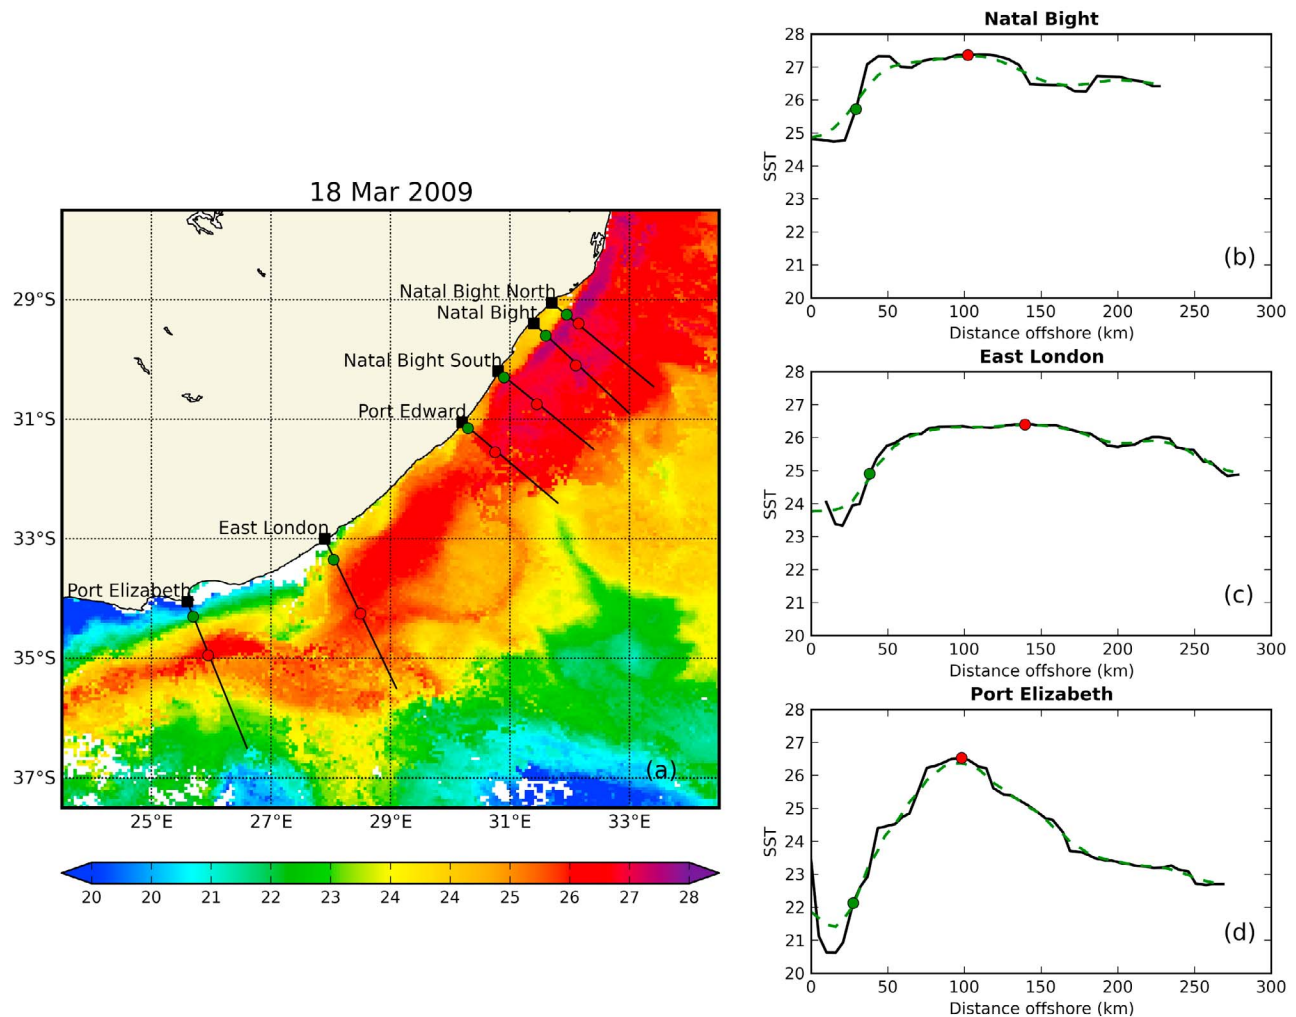 18 Mar 2009
29°S
31°S
33°S
35°S
37°S
Natal Bight North
Natal Bight
Natal Bight South
Port Edward
East London
Port Elizabeth
(a)
25°E 27°E 29°E 31°E 33°E
20 20 21 22 23 24 25 26 26 27 28
Natal Bight
28
27
26
25
24
23
22
21
20
SST
(b)
0 50 100 150 200 250 300
Distance offshore (km)
East London
28
27
26
25
24
23
22
21
20
SST
(c)
0 50 100 150 200 250 300
Distance offshore (km)
Port Elizabeth
28
27
26
25
24
23
22
21
20
SST
(d)
0 50 100 150 200 250 300
Distance offshore (km)